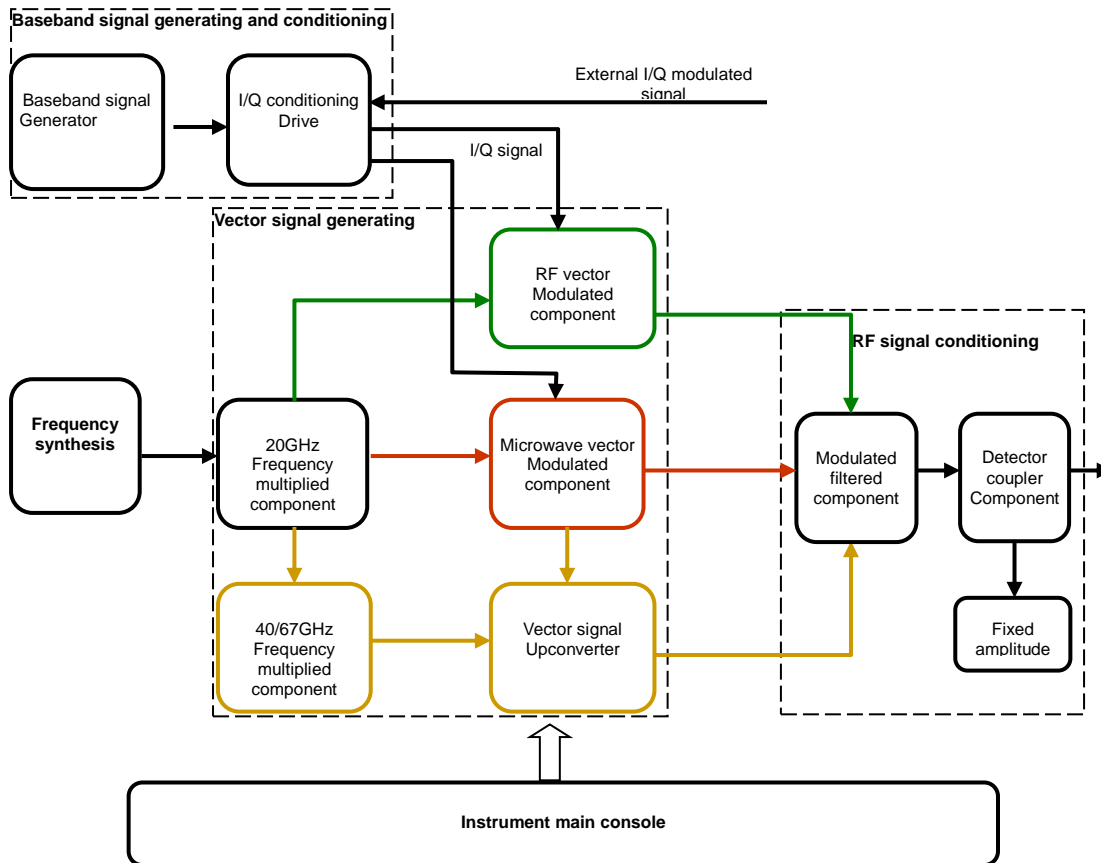 Baseband signal generating and conditioning
Baseband signal
Generator
I/Q conditioning
Drive
External I/Q modulated
signal
I/Q signal
Vector signal generating
RF vector
Modulated
component
RF signal conditioning
Frequency
synthesis
20GHz
Frequency
multiplied
component
Microwave vector
Modulated
component
Modulated
filtered
component
Detector
coupler
Component
40/67GHz
Frequency
multiplied
component
Vector signal
Upconverter
Fixed
amplitude
Instrument main console